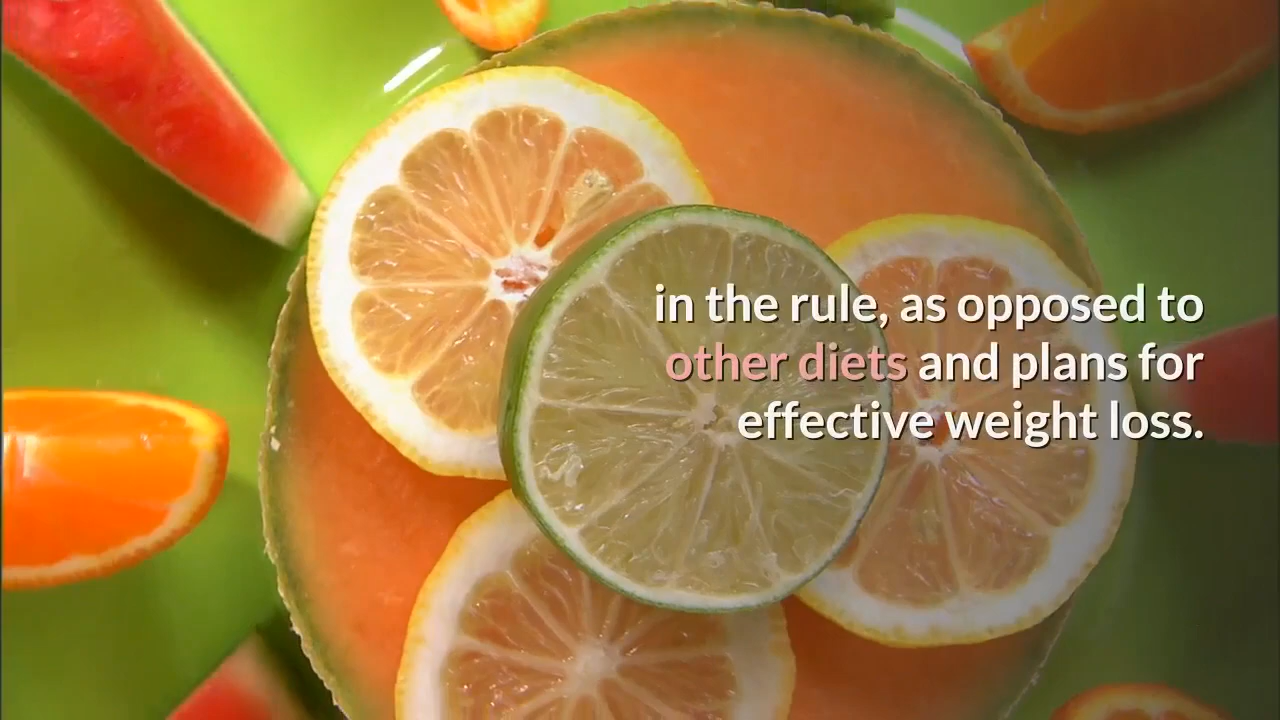 in the rule, as opposed to
other diets and plans for
effective weight loss.